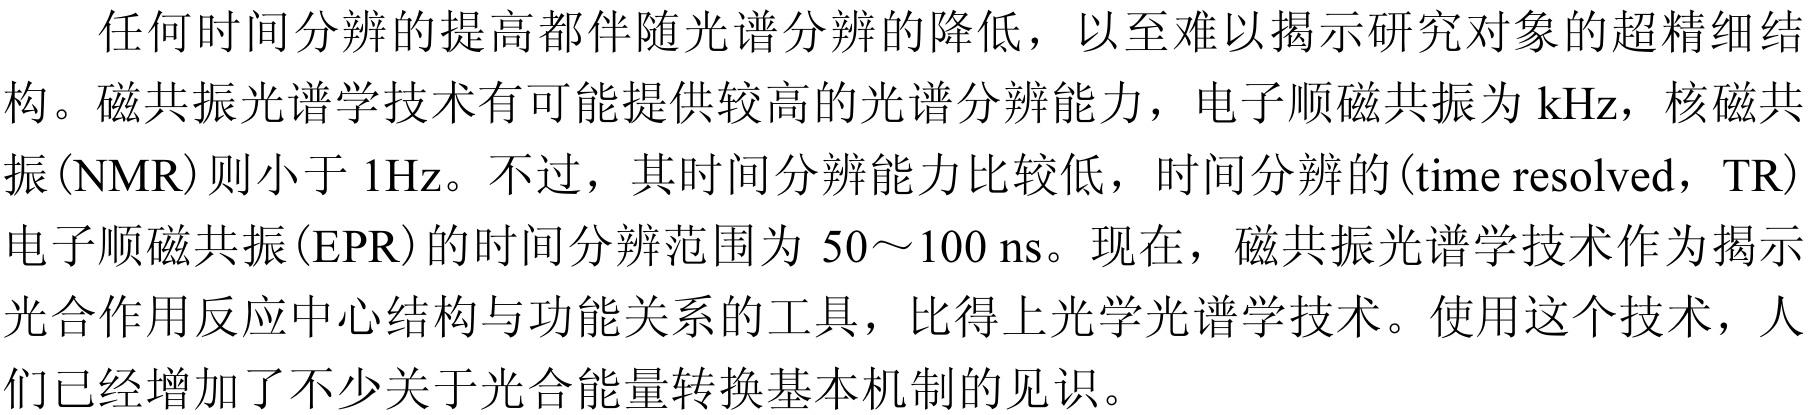 任何时间分辨的提高都伴随光谱分辨的降低，以至难以揭示研究对象的超精细结
构。磁共振光谱学技术有可能提供较高的光谱分辨能力，电子顺磁共振为 kHz，核磁共
振(NMR)则小于 1Hz。不过，其时间分辨能力比较低，时间分辨的(time resolved，TR)
电子顺磁共振(EPR)的时间分辨范围为 50～100 ns。现在，磁共振光谱学技术作为揭示
光合作用反应中心结构与功能关系的工具，比得上光学光谱学技术。使用这个技术，人
们已经增加了不少关于光合能量转换基本机制的见识。